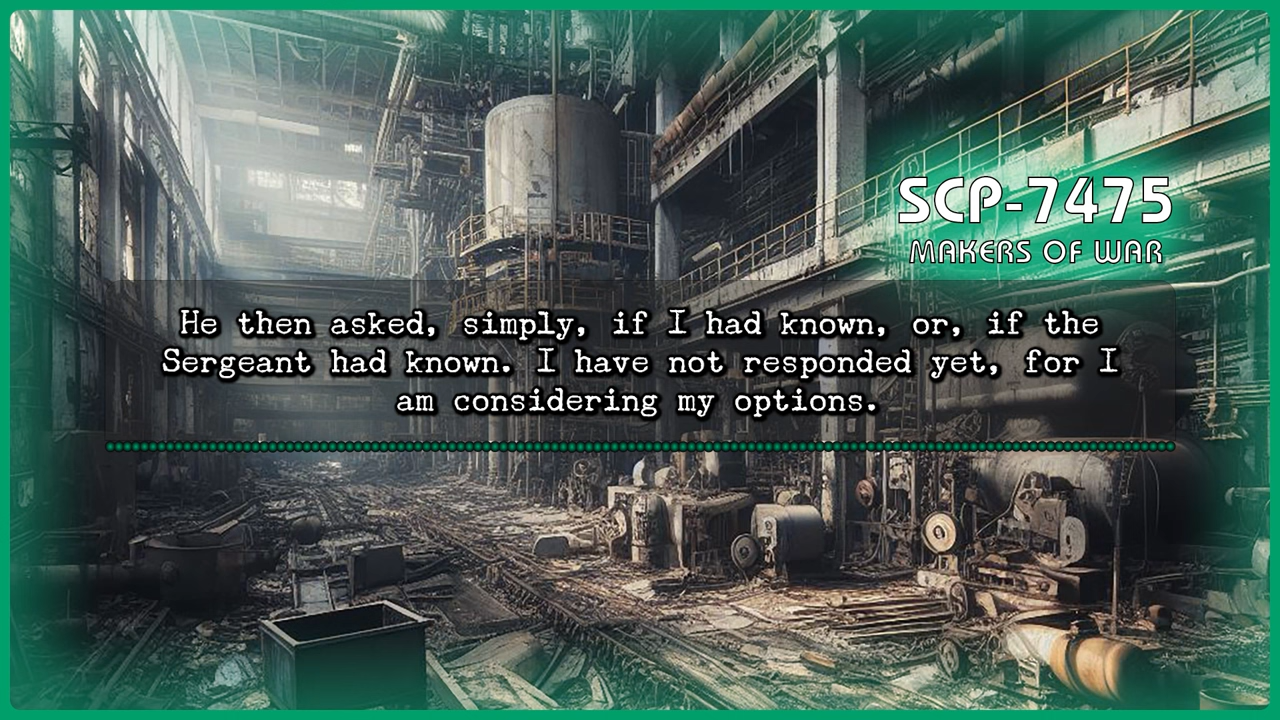 SCP-7475
MAKERS OF WAR
He then asked, simply, if I had known, or, if the
Sergeant had known. I have not responded yet, for I
am considering my options.